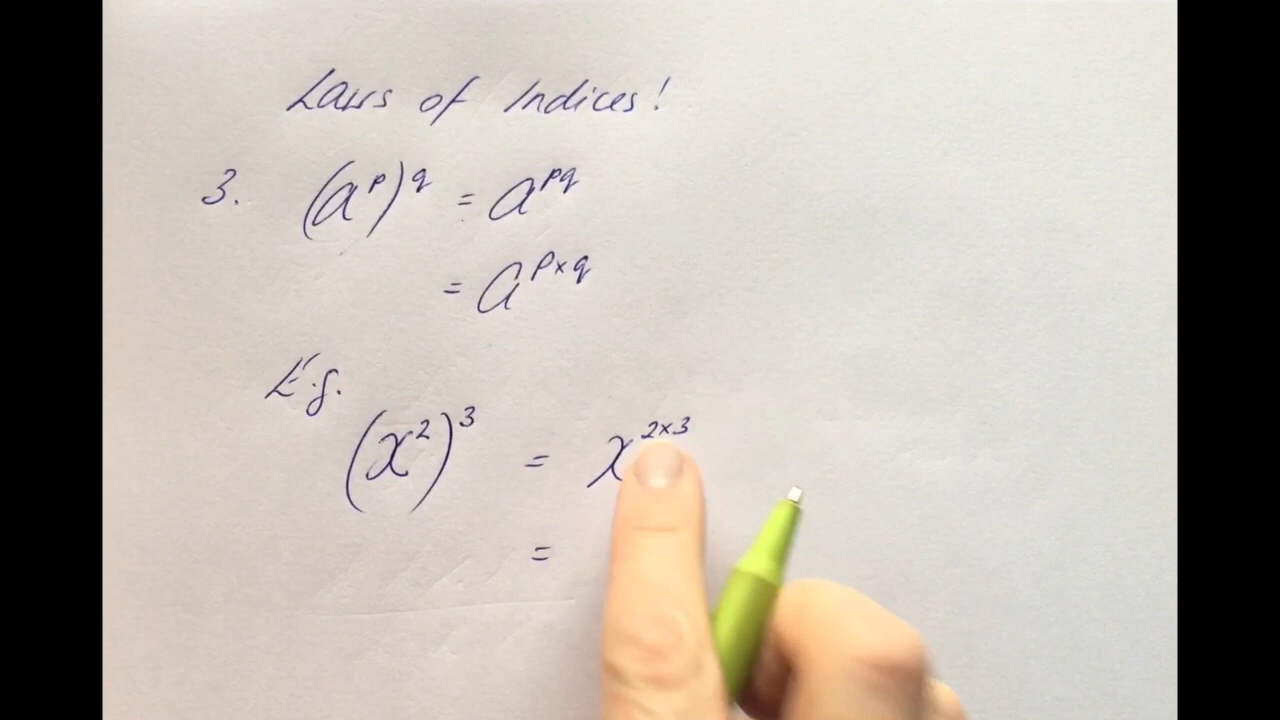 Laws of Indices!
3. (a^p)^q = a^pq
= a^p×q
E.g.
(x^2)^3 = x^2×3
=